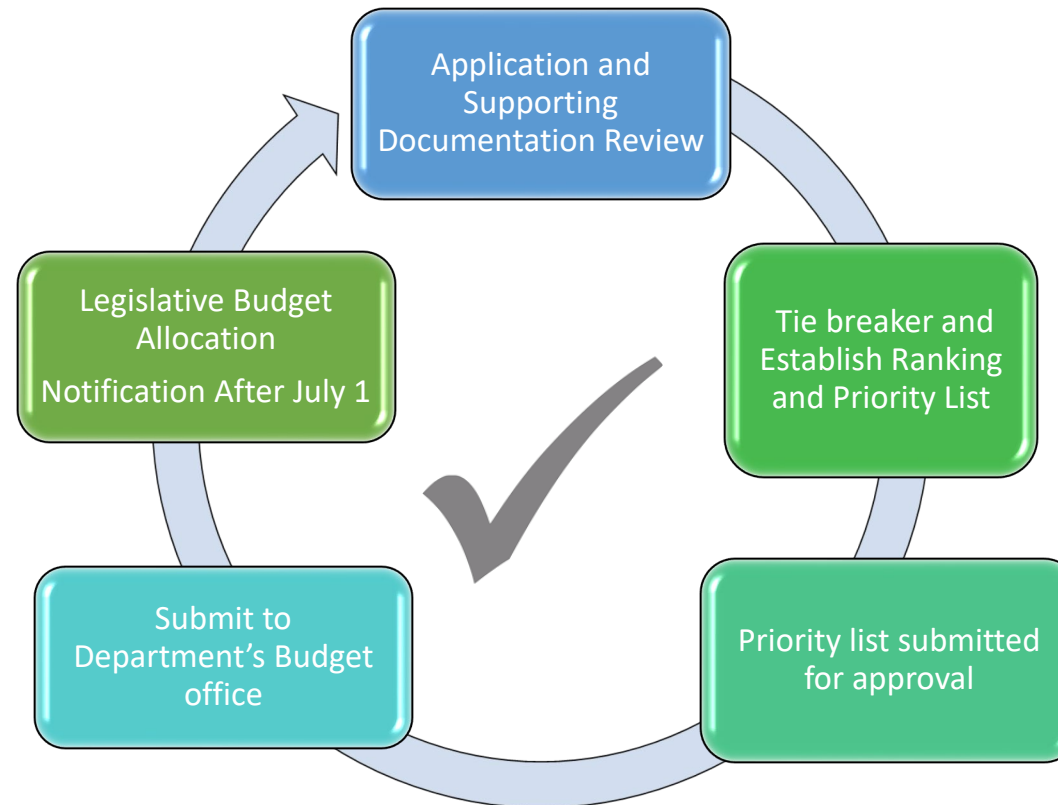 Application and
Supporting
Documentation Review
Tie breaker and
Establish Ranking
and Priority List
Priority list submitted
for approval
Submit to
Department’s Budget
office
Legislative Budget
Allocation
Notification After July 1